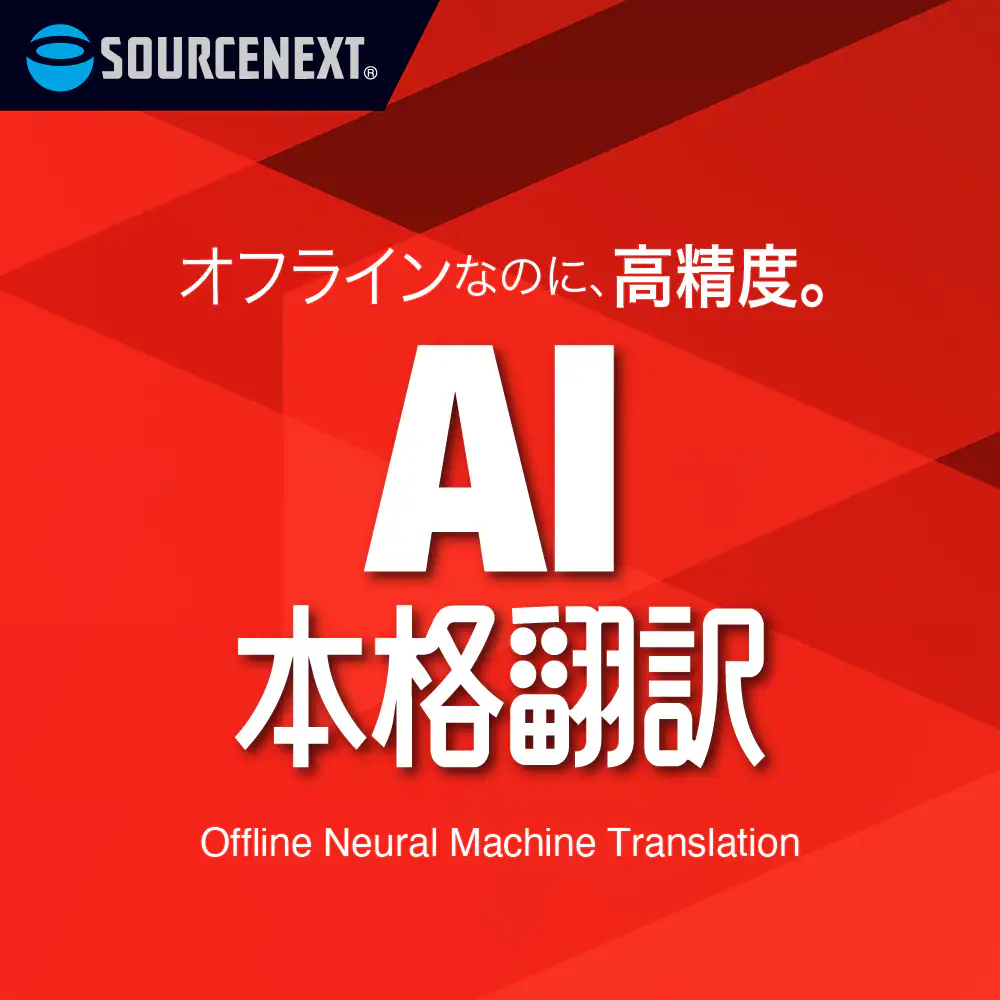 SOURCENEXT®
オフラインなのに、高精度。
AI
本格翻訳
Offline Neural Machine Translation